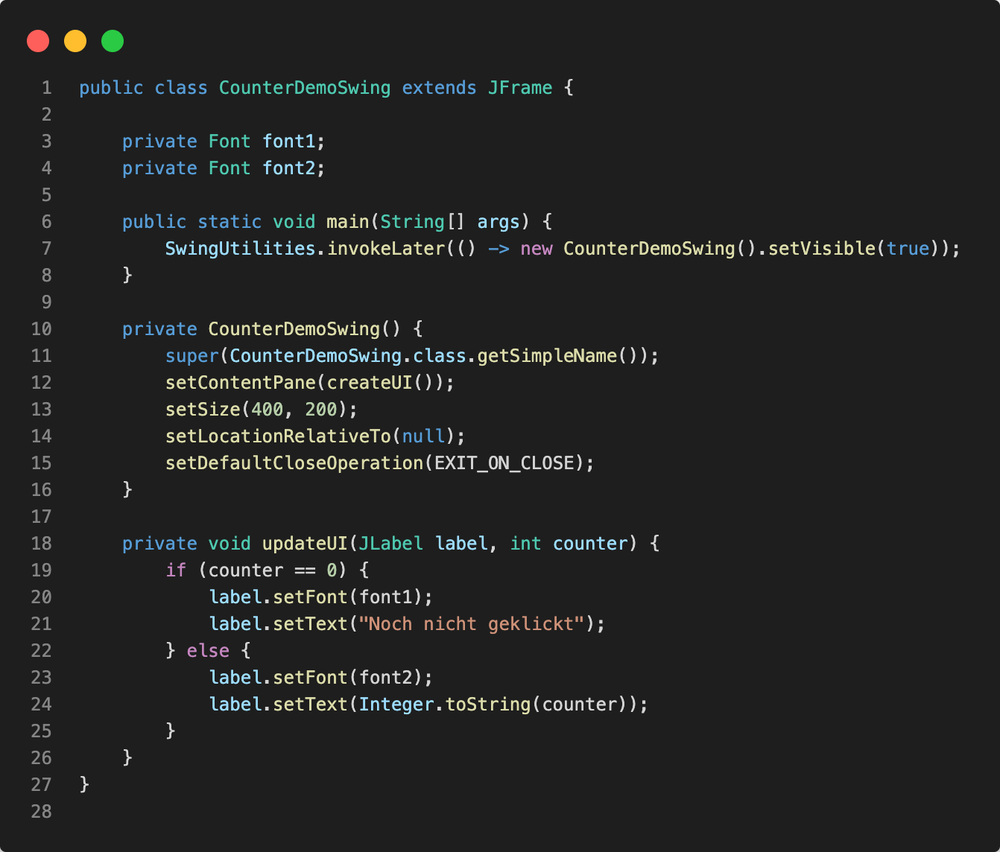 1 public class CounterDemoSwing extends JFrame {
2
3     private Font font1;
4     private Font font2;
5
6     public static void main(String[] args) {
7         SwingUtilities.invokeLater(() -> new CounterDemoSwing().setVisible(true));
8     }
9
10     private CounterDemoSwing() {
11         super(CounterDemoSwing.class.getSimpleName());
12         setContentPane(createUI());
13         setSize(400, 200);
14         setLocationRelativeTo(null);
15         setDefaultCloseOperation(EXIT_ON_CLOSE);
16     }
17
18     private void updateUI(JLabel label, int counter) {
19         if (counter == 0) {
20             label.setFont(font1);
21             label.setText("Noch nicht geklickt");
22         } else {
23             label.setFont(font2);
24             label.setText(Integer.toString(counter));
25         }
26     }
27 }
28